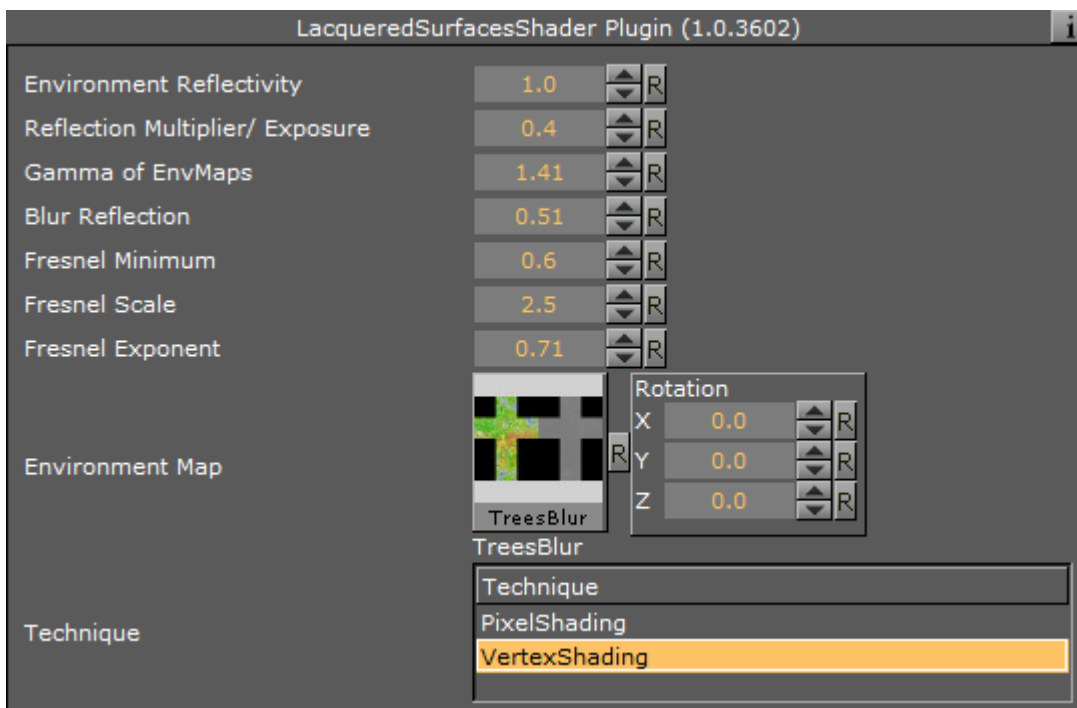 LacqueredSurfacesShader Plugin (1.0.3602) i
Environment Reflectivity 1.0 R
Reflection Multiplier/ Exposure 0.4 R
Gamma of EnvMaps 1.41 R
Blur Reflection 0.51 R
Fresnel Minimum 0.6 R
Fresnel Scale 2.5 R
Fresnel Exponent 0.71 R
Environment Map
TreesBlur
R
Rotation
X 0.0 R
Y 0.0 R
Z 0.0 R
TreesBlur
Technique
Technique
PixelShading
VertexShading